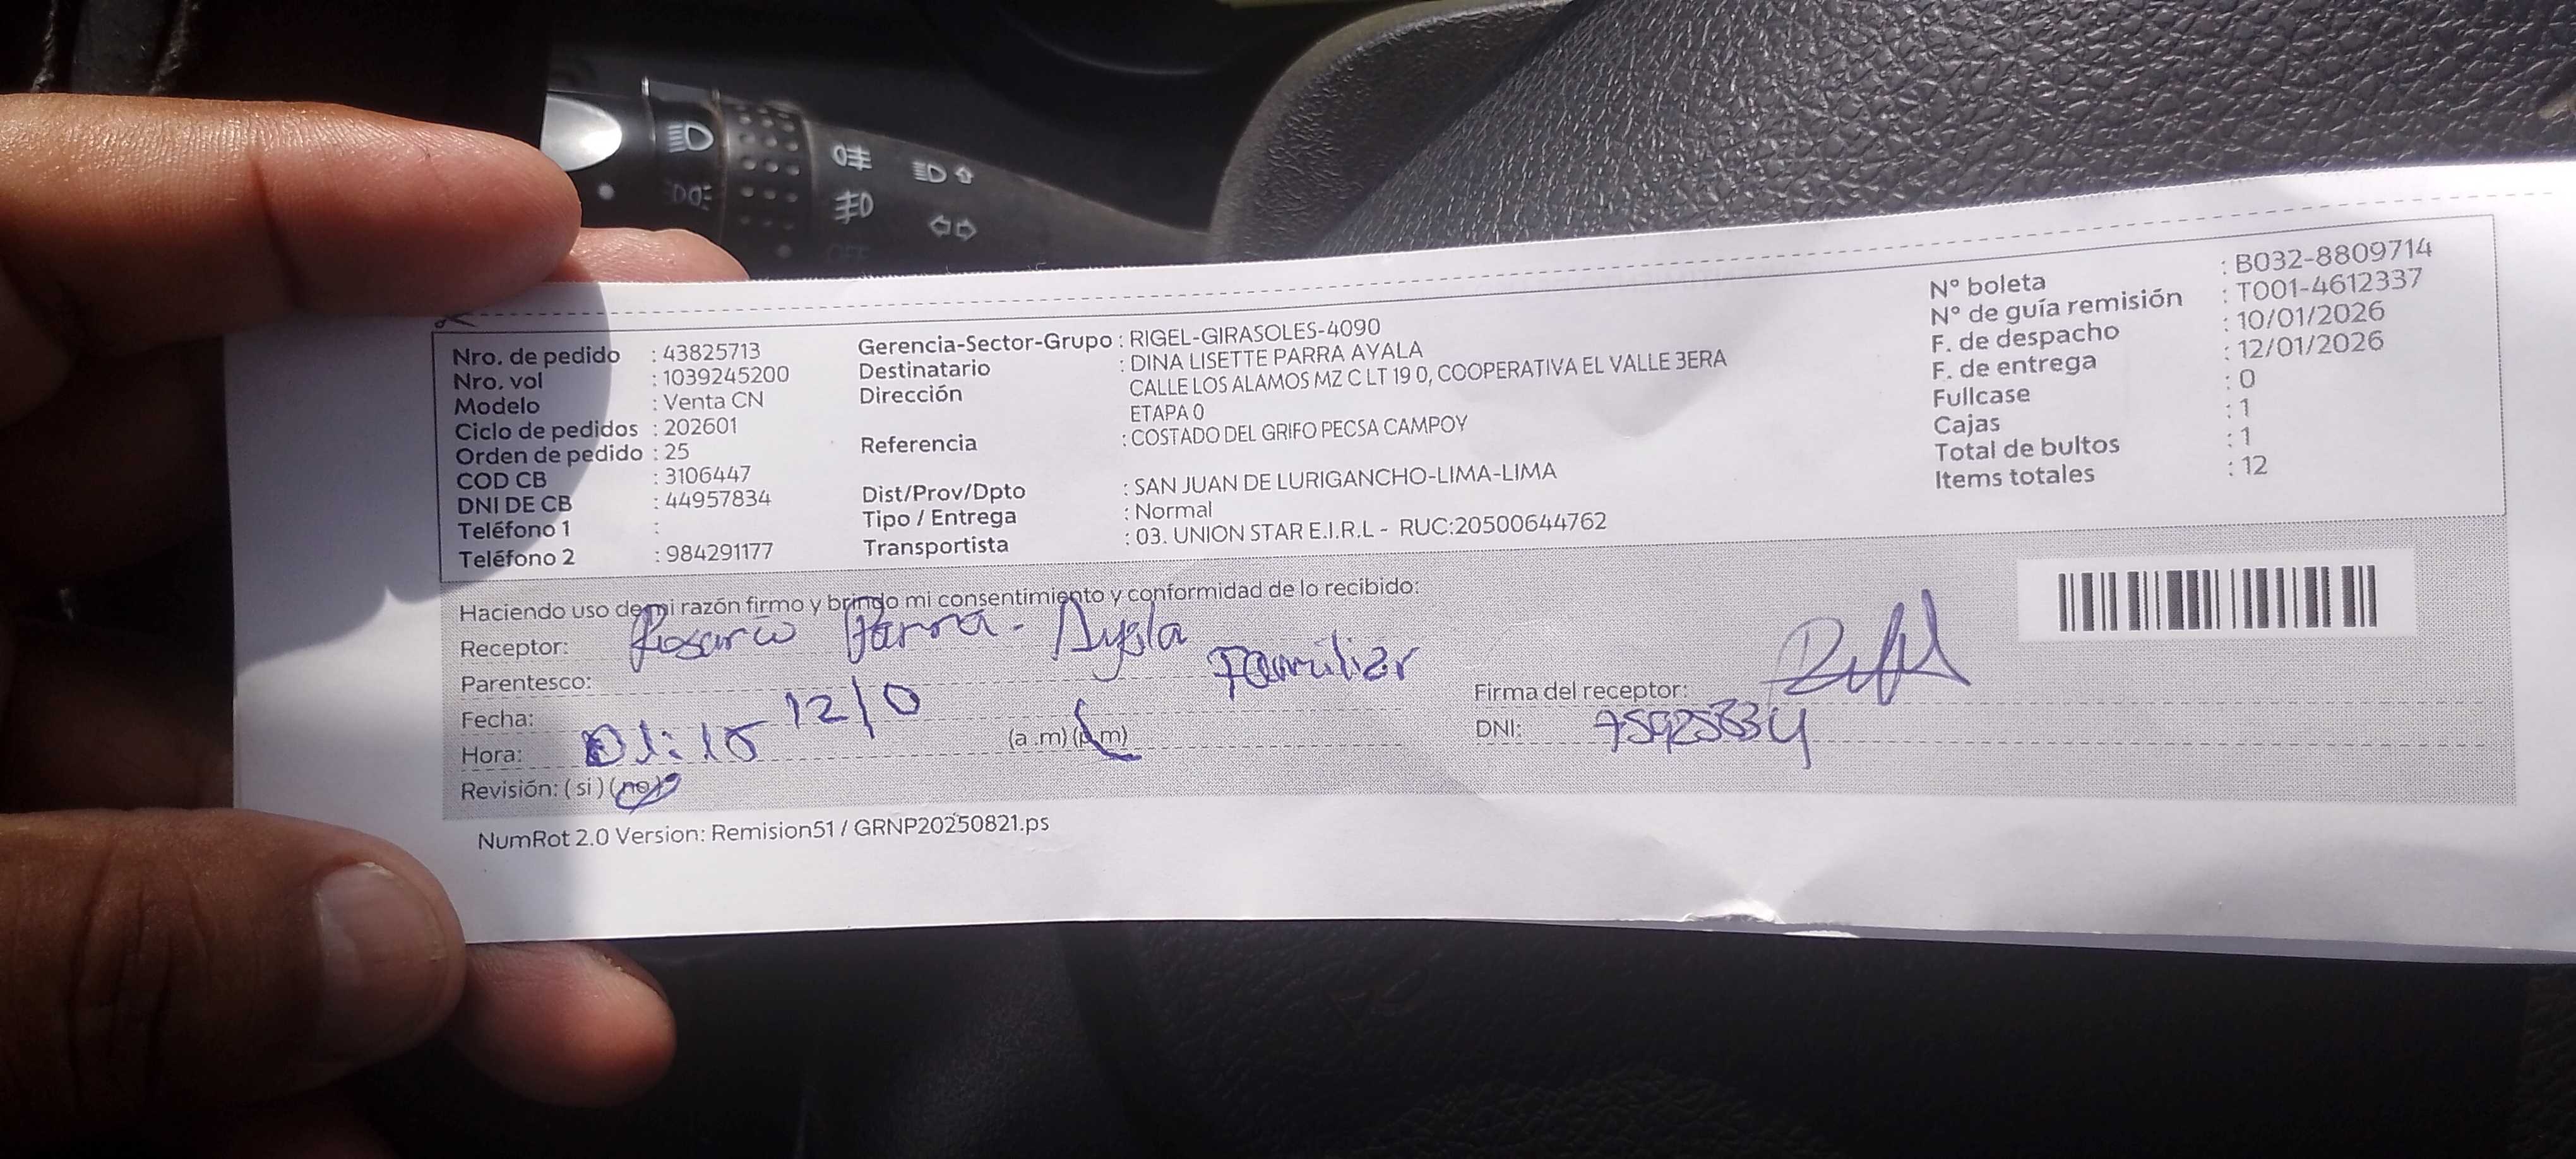 Nro. de pedido : 43825713
Nro. vol : 1039245200
Modelo : Venta CN
Ciclo de pedidos : 202601
Orden de pedido : 25
COD CB : 3106447
DNI DE CB : 44957834
Teléfono 1 :
Teléfono 2 : 984291177
Gerencia-Sector-Grupo : RIGEL-GIRASOLES-4090
Destinatario : DINA LISETTE PARRA AYALA
Dirección CALLE LOS ALAMOS MZ C LT 19 0, COOPERATIVA EL VALLE 3ERA
ETAPA 0
Referencia : COSTADO DEL GRIFO PECSA CAMPOY
Dist/Prov/Dpto : SAN JUAN DE LURIGANCHO-LIMA-LIMA
Tipo / Entrega : Normal
Transportista : 03. UNION STAR E.I.R.L - RUC:20500644762
N° boleta : B032-8809714
N° de guía remisión : T001-4612337
F. de despacho : 10/01/2026
F. de entrega : 12/01/2026
Fullcase : 0
Cajas : 1
Total de bultos : 1
Items totales : 12
Haciendo uso de mi razón firmo y brindo mi consentimiento y conformidad de lo recibido:
Receptor: Rosario Parra - Ayala
Parentesco: Familiar
Fecha: 12/0
Hora: (a .m) (p.m)
Revisión: ( si ) (no)
Firma del receptor:
DNI:
NumRot 2.0 Version: Remision51 / GRNP20250821.ps